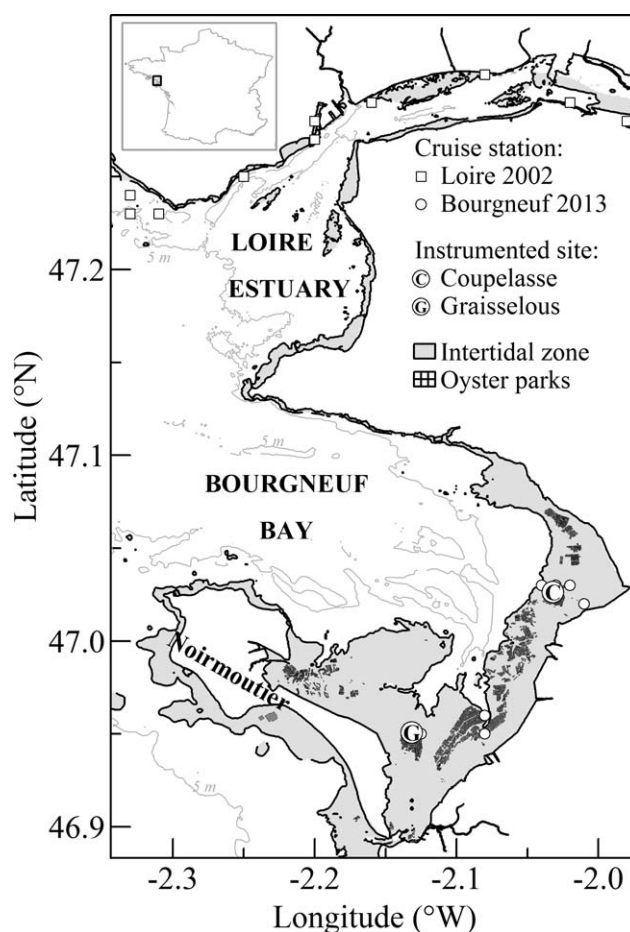 Cruise station:
Loire 2002
Bourgneuf 2013
LOIRE
ESTUARY
Instrumented site:
C Coupelasse
G Graisselous
Intertidal zone
Oyster parks
5 m
5 m
BOURGNEUF
BAY
C
Noirmoutier
G
5 m
Latitude (°N)
47.2
47.1
47.0
46.9
-2.3
-2.2
-2.1
-2.0
Longitude (°W)